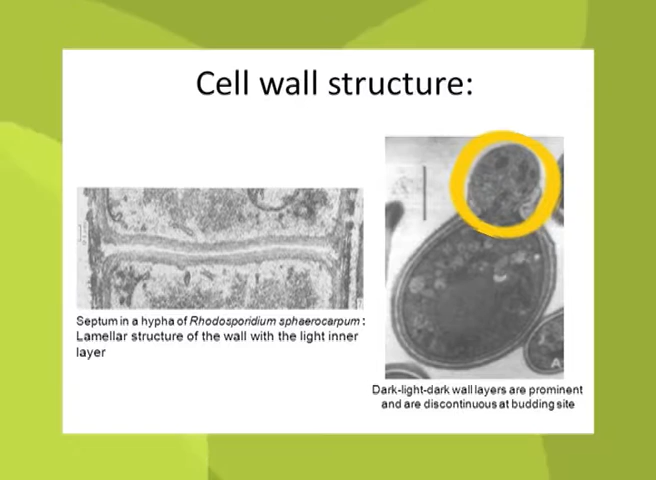 Cell wall structure:
Septum in a hypha of Rhodosporidium sphaerocarpum:
Lamellar structure of the wall with the light inner
layer
A
Dark-light-dark wall layers are prominent
and are discontinuous at budding site